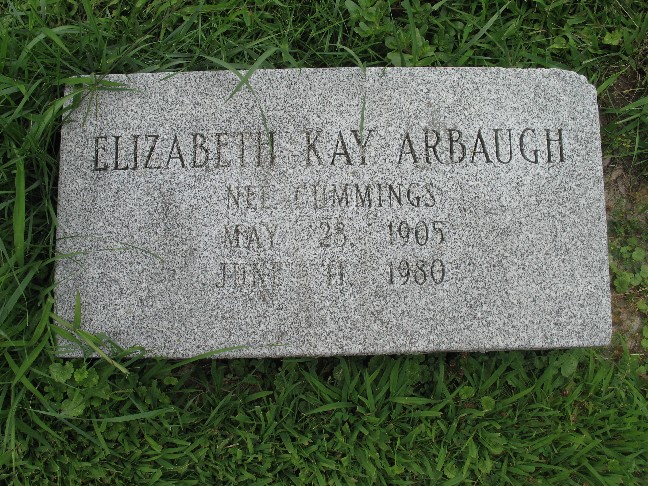 ELIZABETH KAY ARBAUGH
NEE CUMMINGS
MAY 28, 1905
JUNE 11, 1980